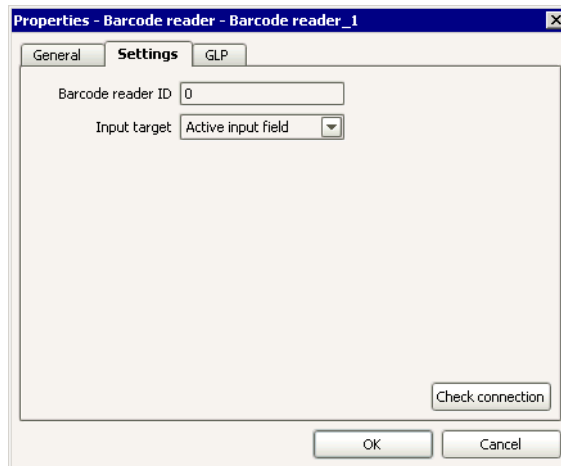 Properties - Barcode reader - Barcode reader_1
General Settings GLP
Barcode reader ID 0
Input target Active input field
Check connection
OK Cancel